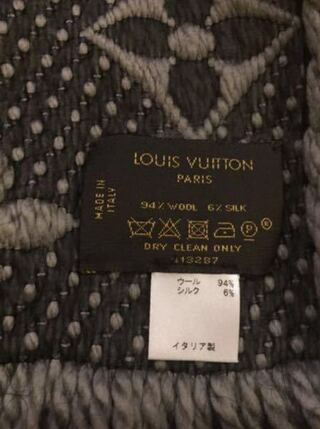 LOUIS VUITTON
PARIS
MADE IN
ITALY
94% WOOL 6% SILK
DRY CLEAN ONLY
ウール 94%
シルク 6%
イタリア製